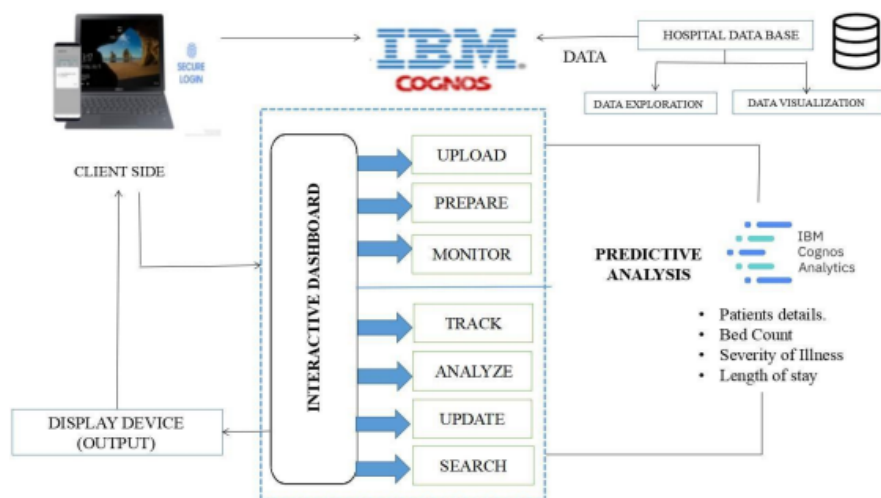 SECURE
LOGIN
IBM
COGNOS
DATA
HOSPITAL DATA BASE
DATA EXPLORATION
DATA VISUALIZATION
CLIENT SIDE
INTERACTIVE DASHBOARD
UPLOAD
PREPARE
MONITOR
TRACK
ANALYZE
UPDATE
SEARCH
PREDICTIVE
ANALYSIS
IBM
Cognos
Analytics
• Patients details.
• Bed Count
• Severity of Illness
• Length of stay
DISPLAY DEVICE
(OUTPUT)